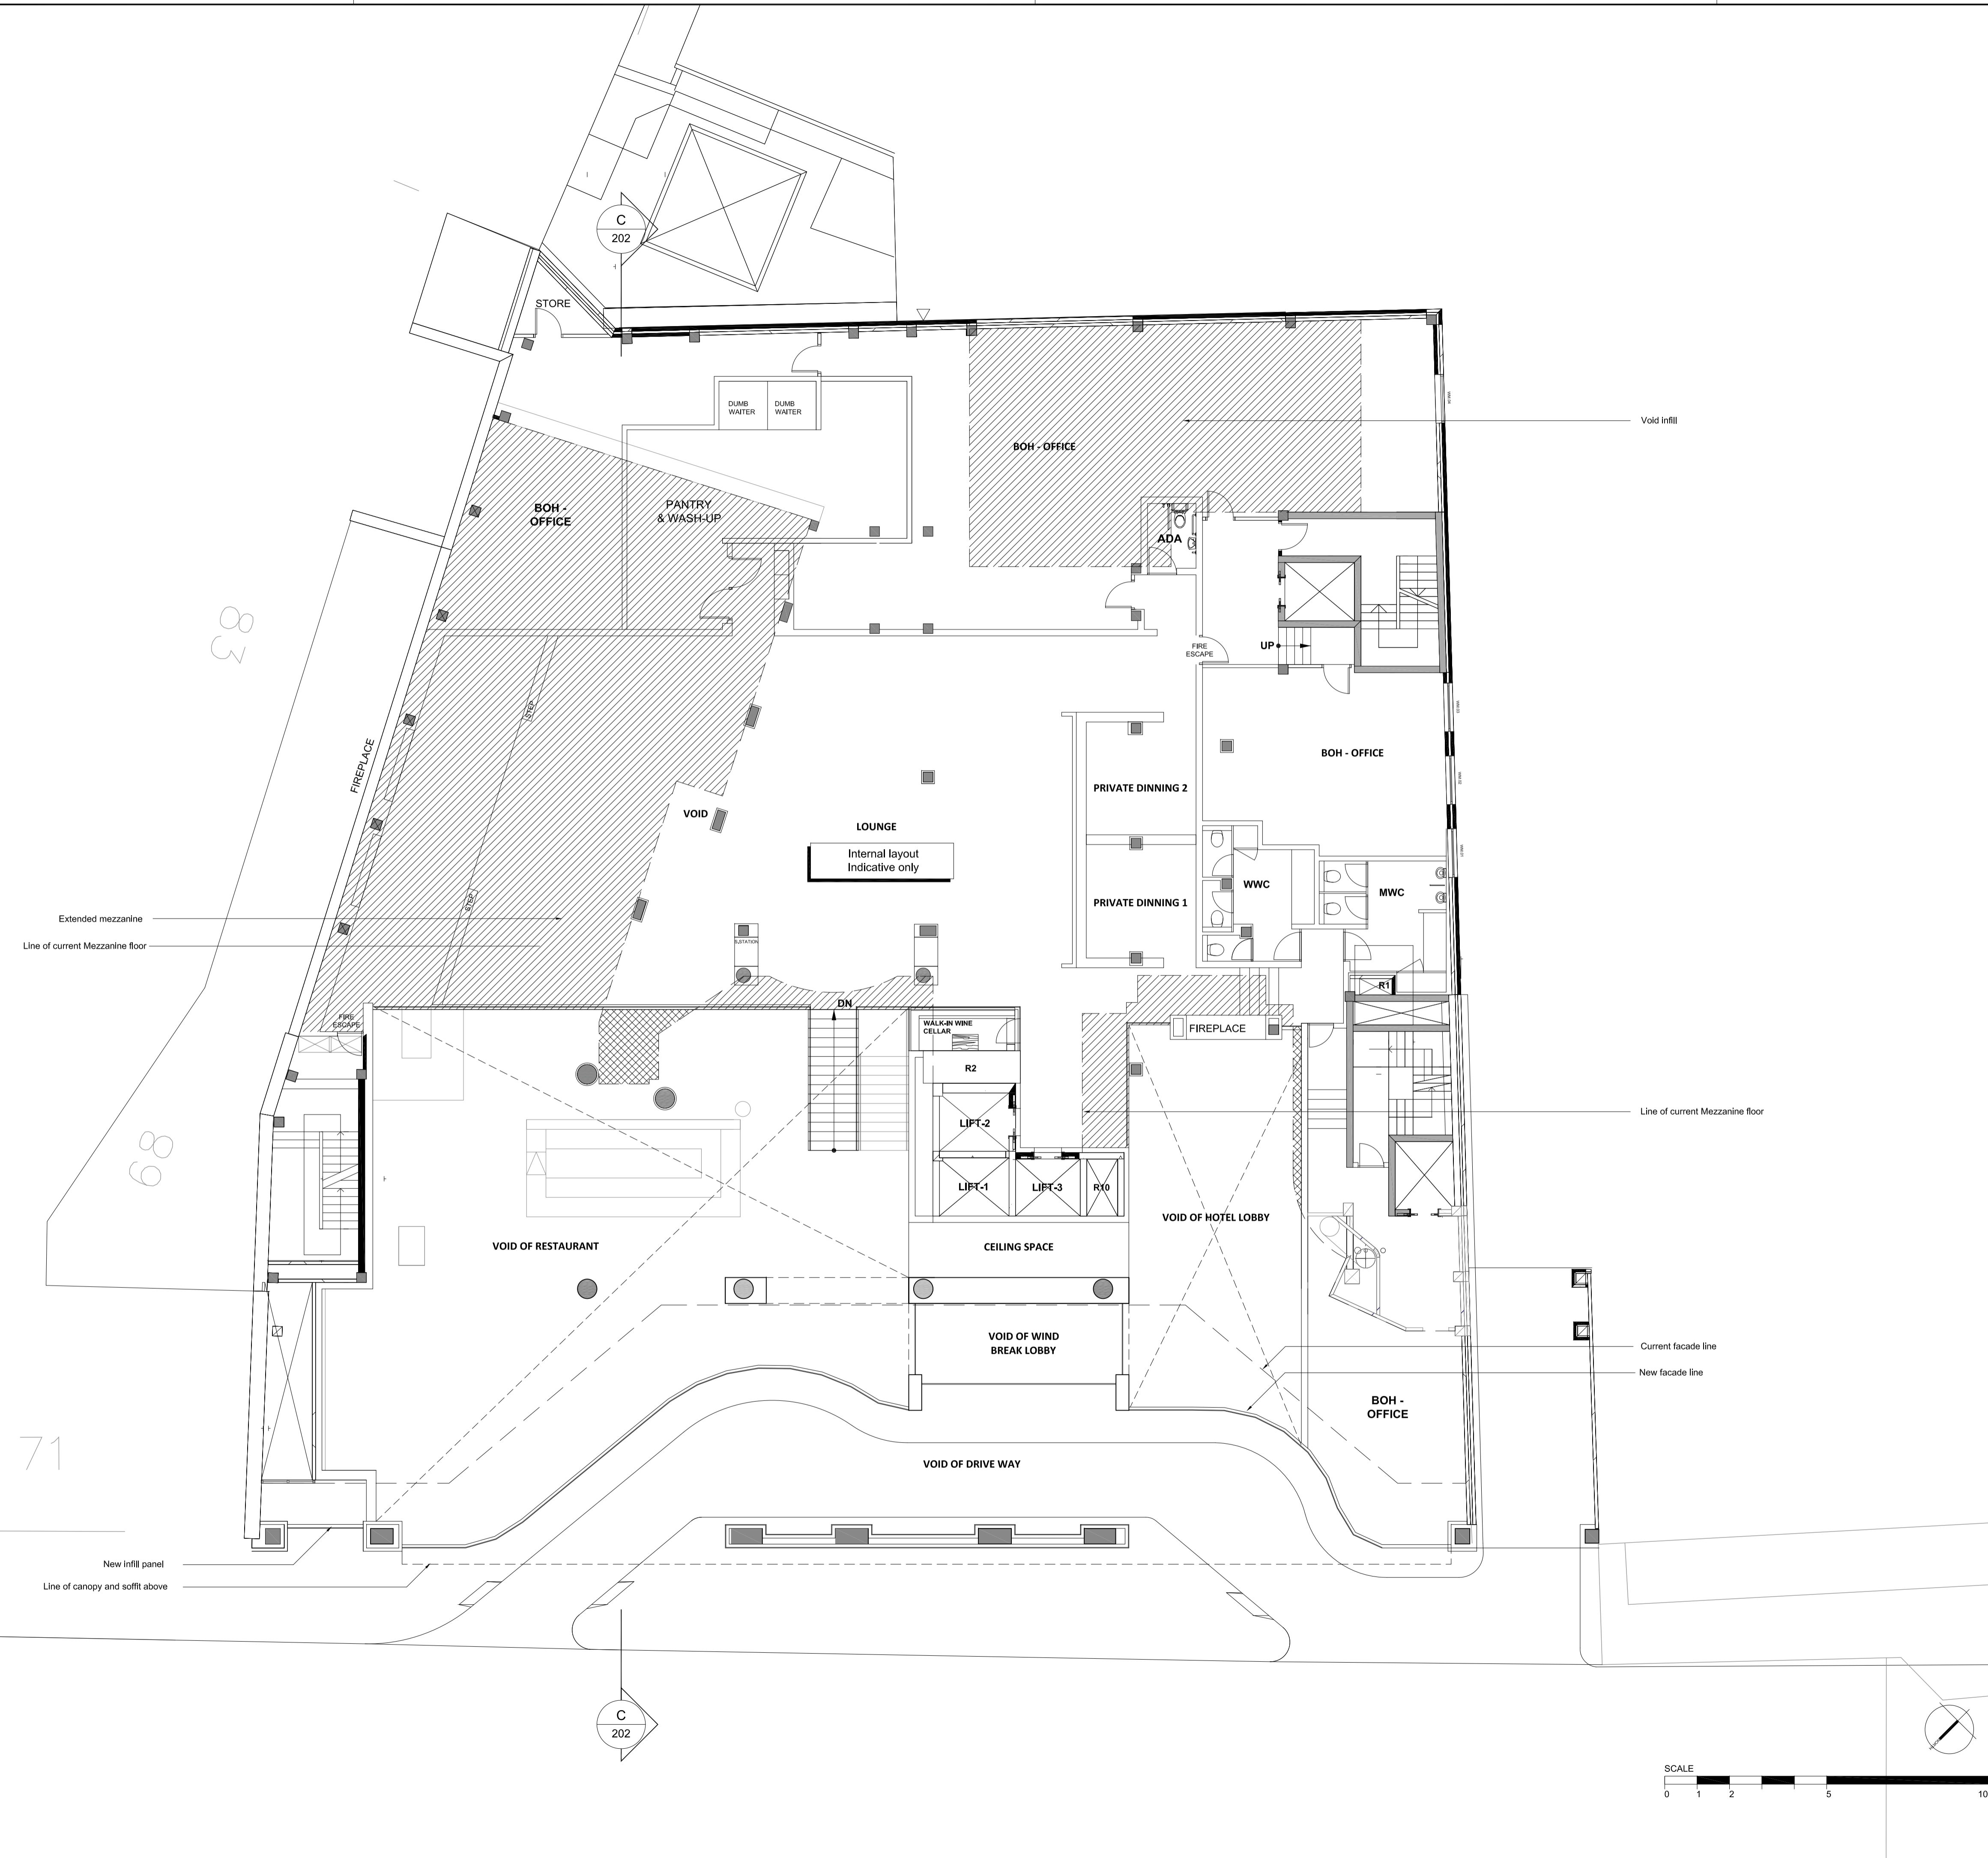 C
202
STORE
DUMB
WAITER
DUMB
WAITER
Void infill
BOH - OFFICE
BOH -
OFFICE
PANTRY
& WASH-UP
ADA
83
FIRE
ESCAPE
UP
STEP
FIREPLACE
BOH - OFFICE
PRIVATE DINNING 2
VOID
LOUNGE
Internal layout
Indicative only
WWC
MWC
PRIVATE DINNING 1
STEP
Extended mezzanine
Line of current Mezzanine floor
R1
DN
FIRE
ESCAPE
WALK-IN WINE
CELLAR
FIREPLACE
R2
Line of current Mezzanine floor
LIFT-2
69
LIFT-1
LIFT-3
R10
VOID OF HOTEL LOBBY
VOID OF RESTAURANT
CEILING SPACE
VOID OF WIND
BREAK LOBBY
Current facade line
New facade line
BOH -
OFFICE
71
VOID OF DRIVE WAY
New infill panel
Line of canopy and soffit above
C
202
SCALE
0 1 2 5 10